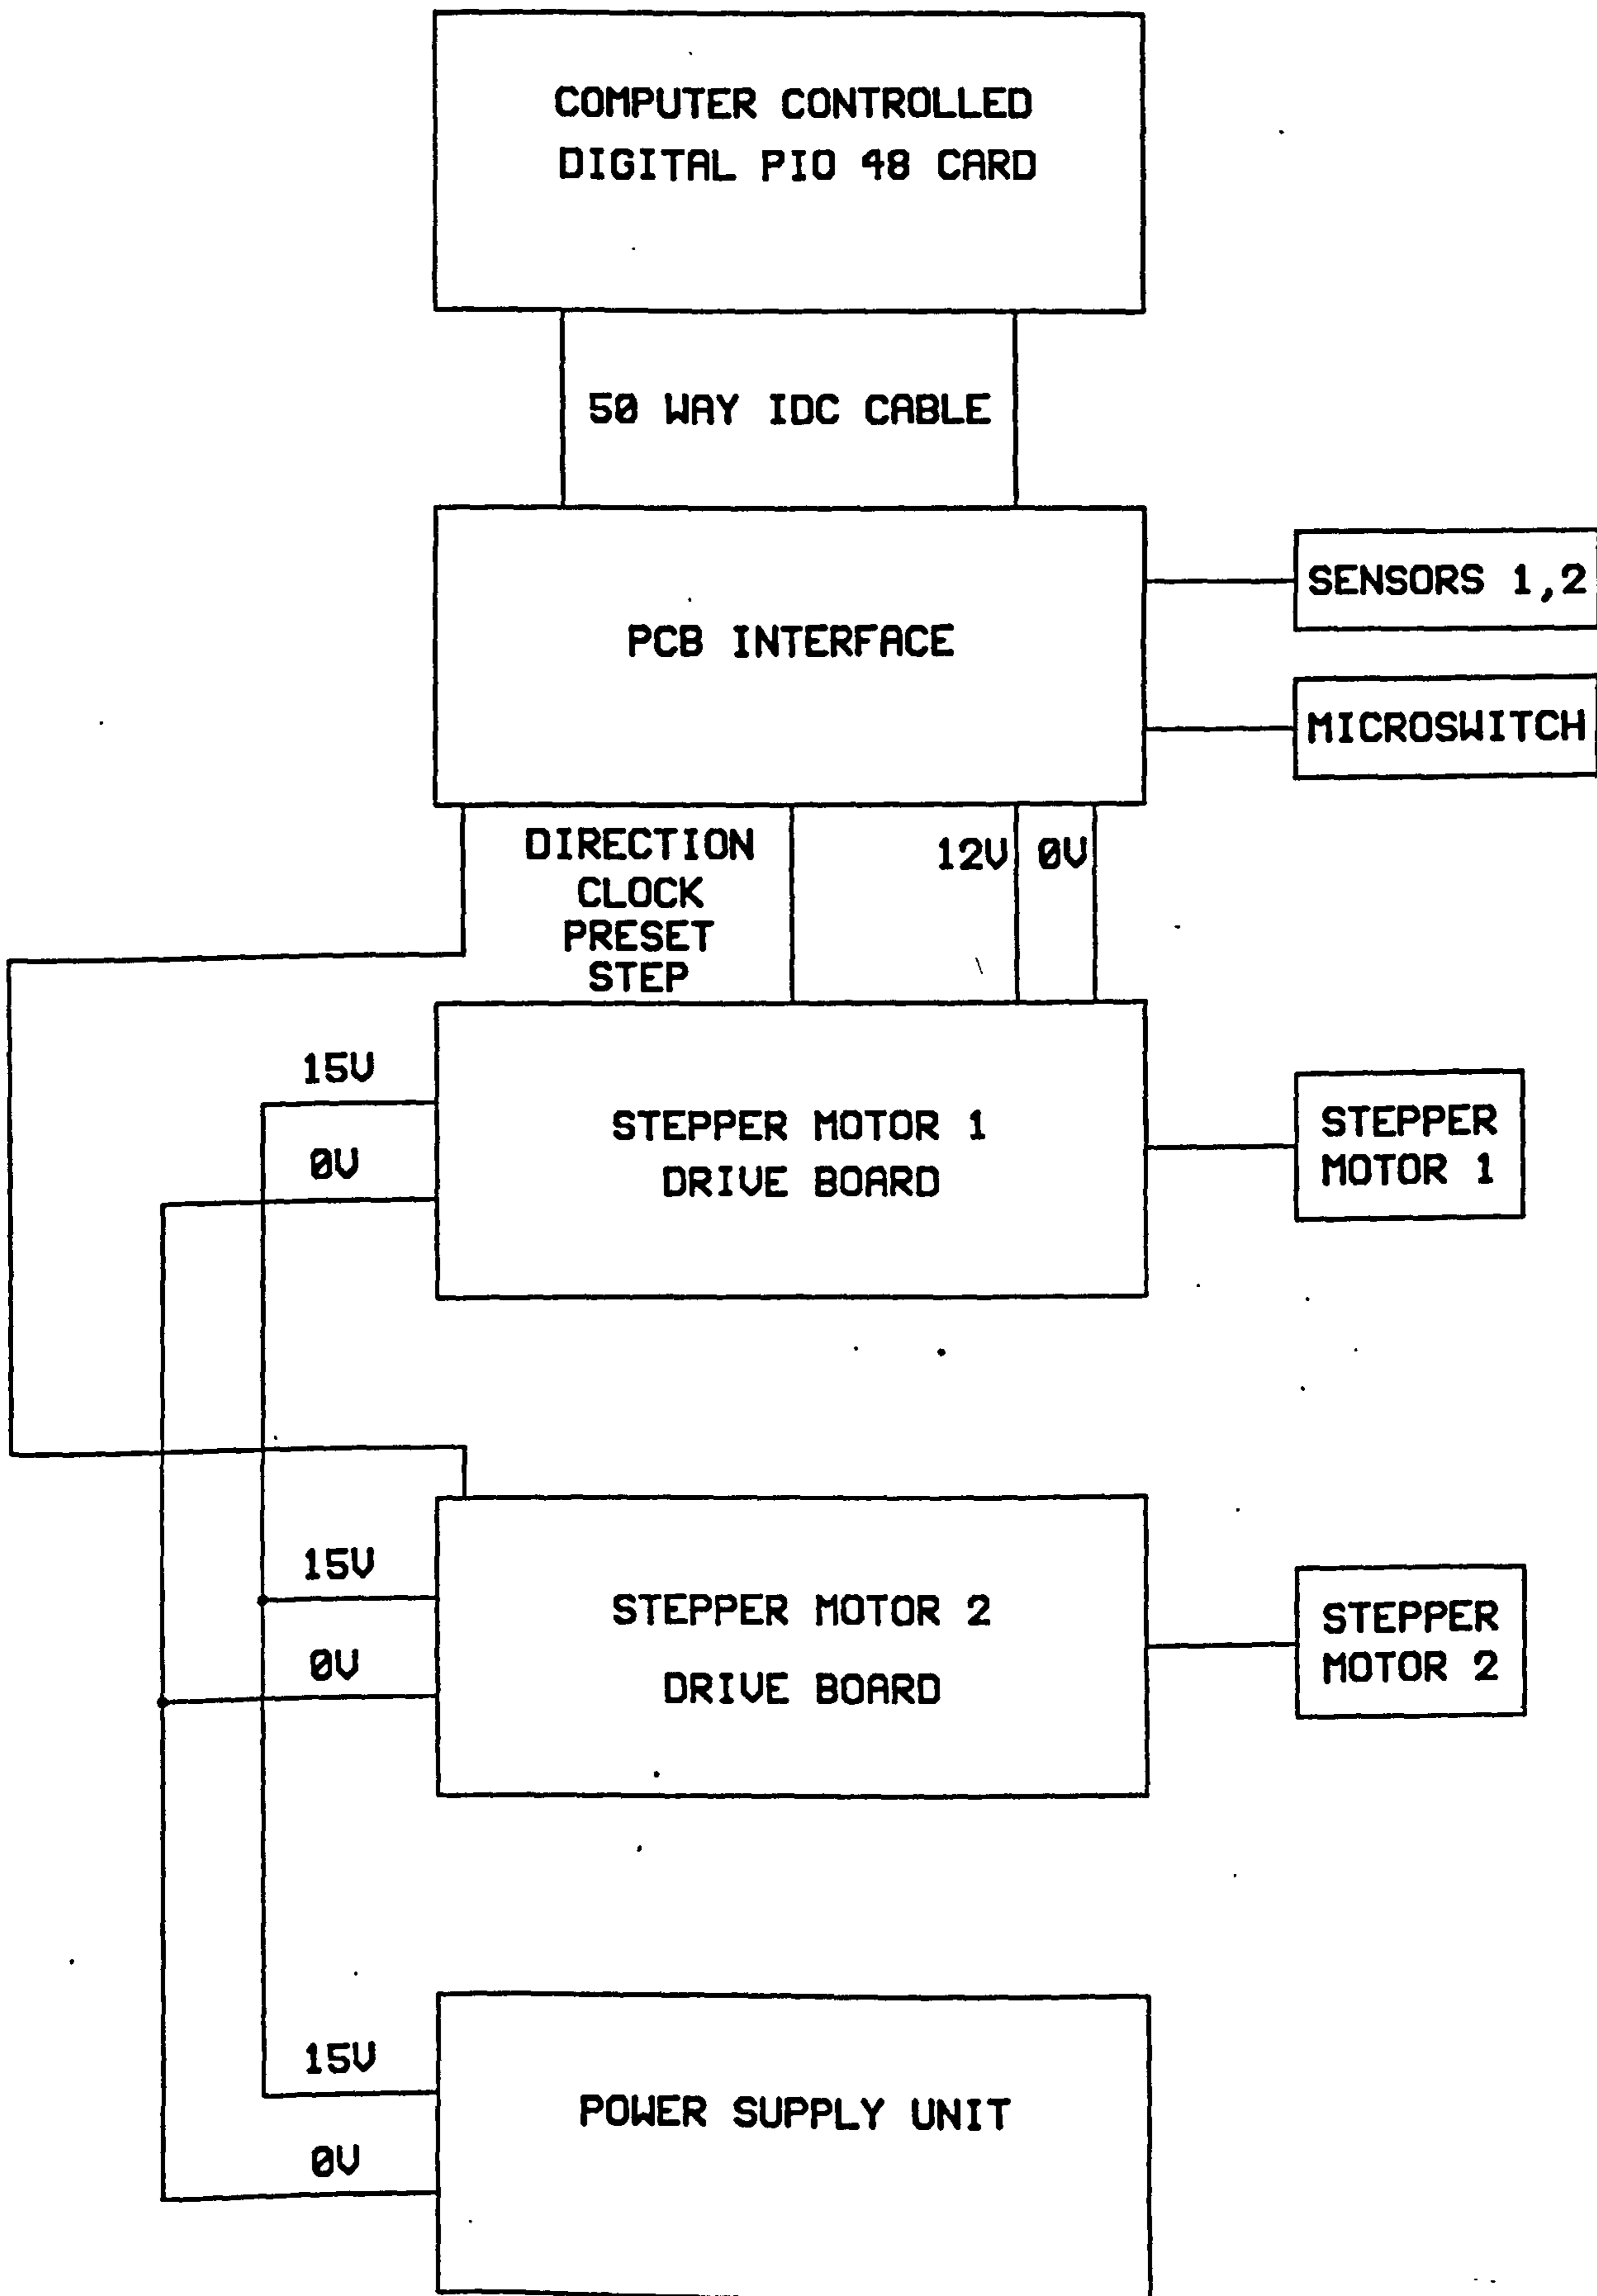 COMPUTER CONTROLLED
DIGITAL PIO 48 CARD
50 WAY IDC CABLE
PCB INTERFACE
SENSORS 1,2
MICROSWITCH
DIRECTION
CLOCK
PRESET
STEP
12V
0V
15V
0V
STEPPER MOTOR 1
DRIVE BOARD
STEPPER
MOTOR 1
15V
0V
STEPPER MOTOR 2
DRIVE BOARD
STEPPER
MOTOR 2
15V
0V
POWER SUPPLY UNIT